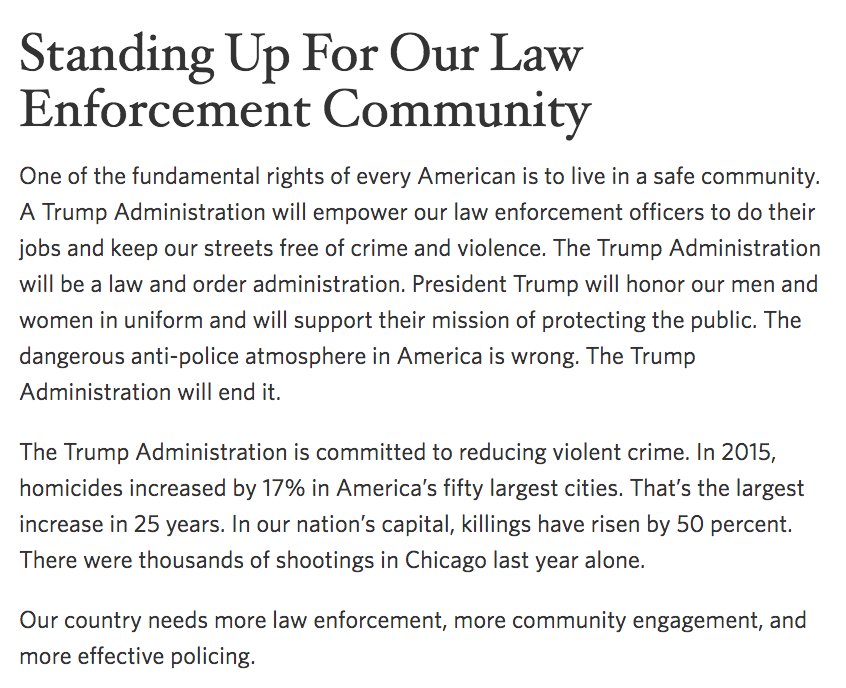 Standing Up For Our Law
Enforcement Community
One of the fundamental rights of every American is to live in a safe community.
A Trump Administration will empower our law enforcement officers to do their
jobs and keep our streets free of crime and violence. The Trump Administration
will be a law and order administration. President Trump will honor our men and
women in uniform and will support their mission of protecting the public. The
dangerous anti-police atmosphere in America is wrong. The Trump
Administration will end it.
The Trump Administration is committed to reducing violent crime. In 2015,
homicides increased by 17% in America’s fifty largest cities. That’s the largest
increase in 25 years. In our nation’s capital, killings have risen by 50 percent.
There were thousands of shootings in Chicago last year alone.
Our country needs more law enforcement, more community engagement, and
more effective policing.